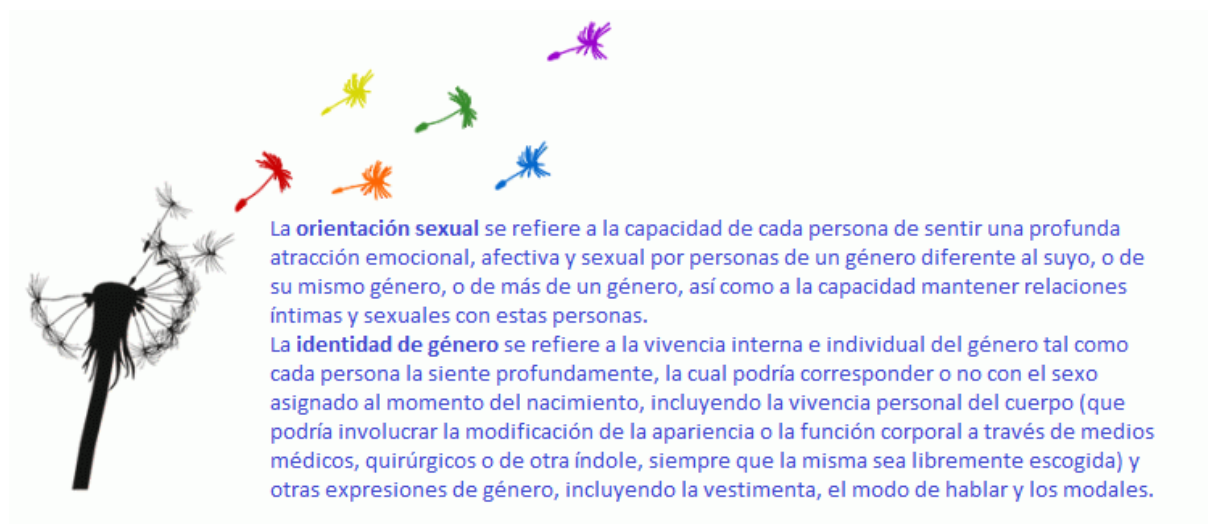 La orientación sexual se refiere a la capacidad de cada persona de sentir una profunda
atracción emocional, afectiva y sexual por personas de un género diferente al suyo, o de
su mismo género, o de más de un género, así como a la capacidad mantener relaciones
íntimas y sexuales con estas personas.
La identidad de género se refiere a la vivencia interna e individual del género tal como
cada persona la siente profundamente, la cual podría corresponder o no con el sexo
asignado al momento del nacimiento, incluyendo la vivencia personal del cuerpo (que
podría involucrar la modificación de la apariencia o la función corporal a través de medios
médicos, quirúrgicos o de otra índole, siempre que la misma sea libremente escogida) y
otras expresiones de género, incluyendo la vestimenta, el modo de hablar y los modales.